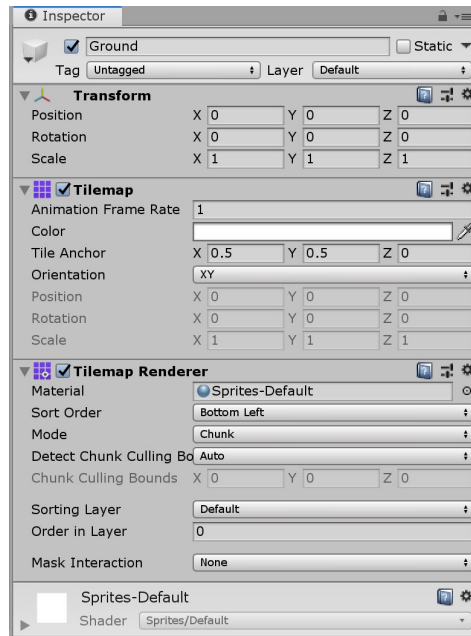 Inspector
Ground Static
Tag Untagged Layer Default
Transform
Position X 0 Y 0 Z 0
Rotation X 0 Y 0 Z 0
Scale X 1 Y 1 Z 1
Tilemap
Animation Frame Rate 1
Color
Tile Anchor X 0.5 Y 0.5 Z 0
Orientation XY
Position X 0 Y 0 Z 0
Rotation X 0 Y 0 Z 0
Scale X 1 Y 1 Z 1
Tilemap Renderer
Material Sprites-Default
Sort Order Bottom Left
Mode Chunk
Detect Chunk Culling Bo Auto
Chunk Culling Bounds X 0 Y 0 Z 0
Sorting Layer Default
Order in Layer 0
Mask Interaction None
Sprites-Default
Shader Sprites/Default